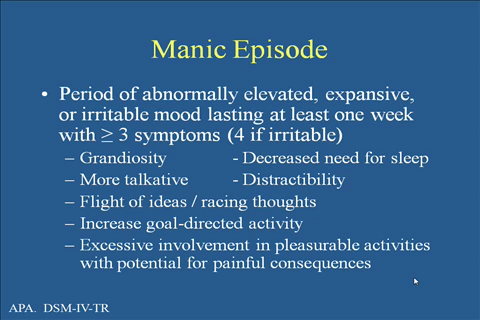 Manic Episode
• Period of abnormally elevated, expansive,
or irritable mood lasting at least one week
with ≥ 3 symptoms (4 if irritable)
– Grandiosity - Decreased need for sleep
– More talkative - Distractibility
– Flight of ideas / racing thoughts
– Increase goal-directed activity
– Excessive involvement in pleasurable activities
with potential for painful consequences
APA. DSM-IV-TR